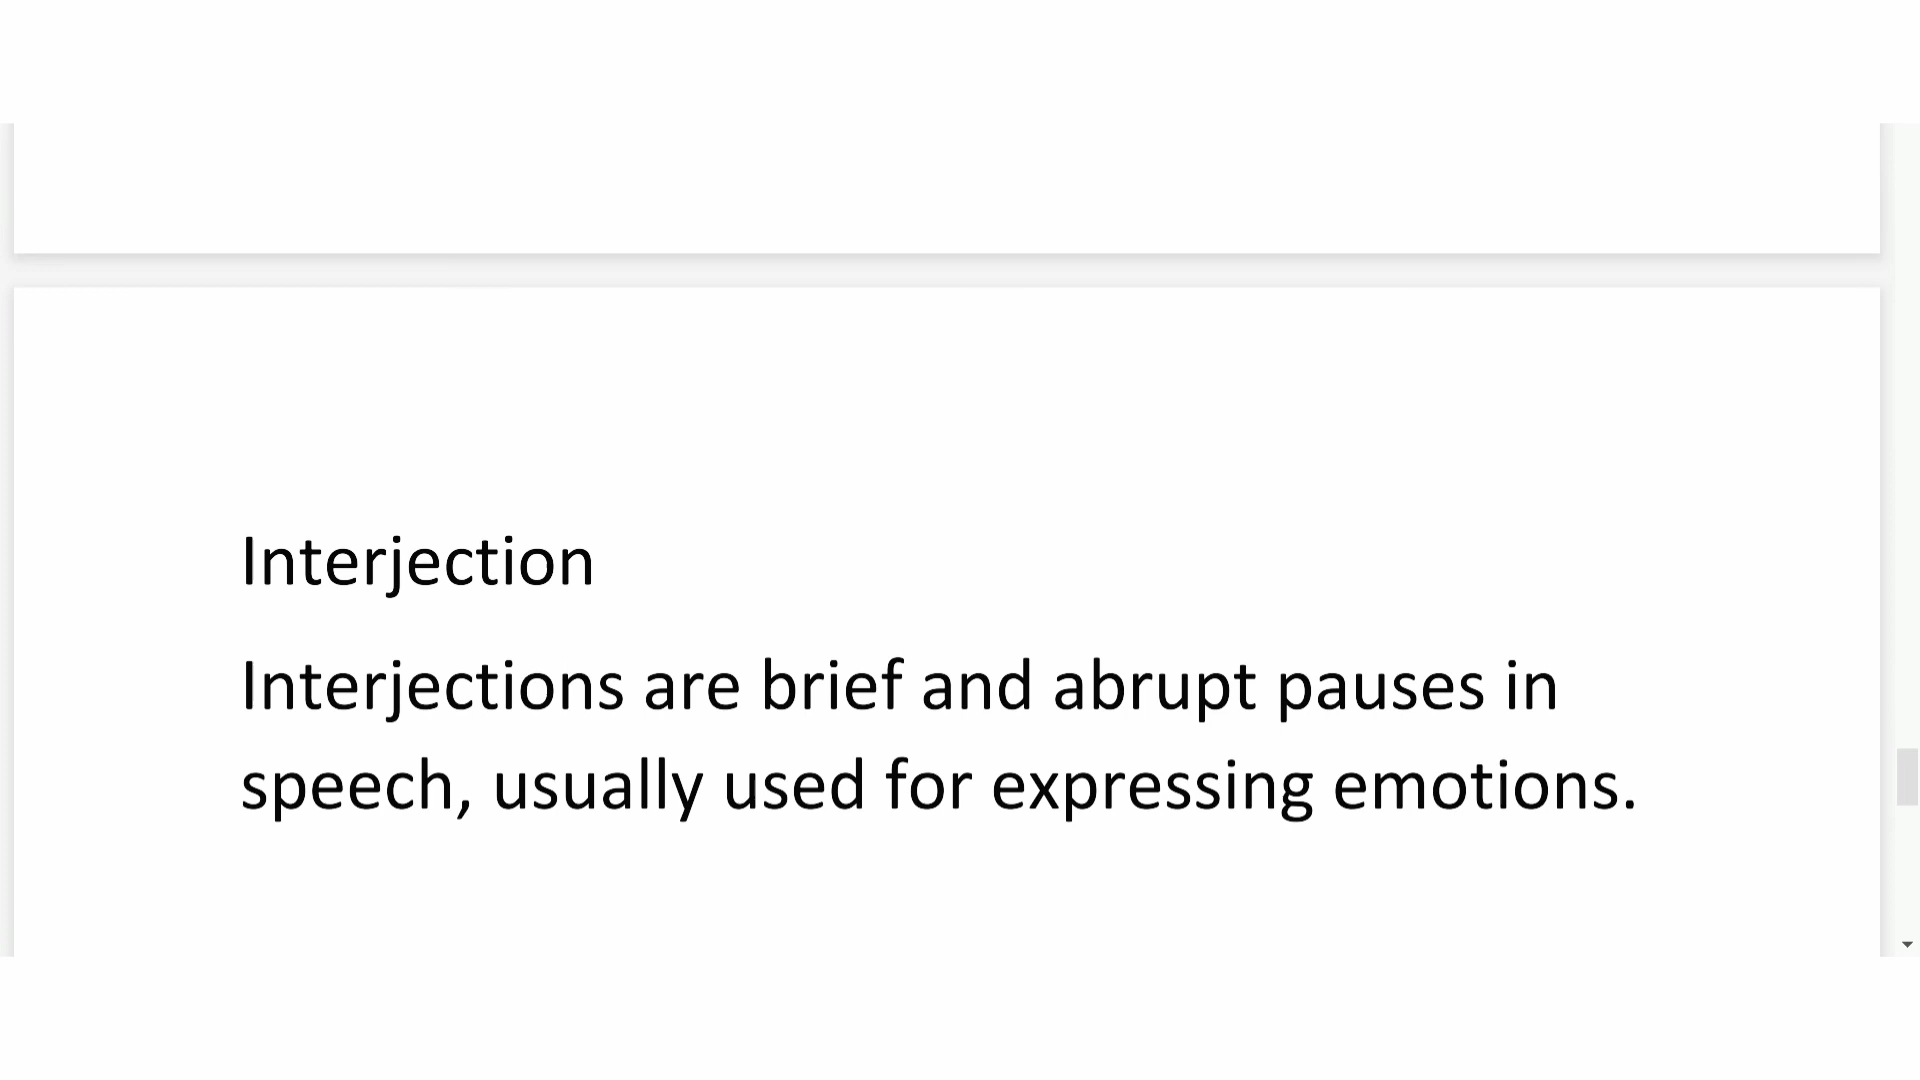 Interjection
Interjections are brief and abrupt pauses in
speech, usually used for expressing emotions.